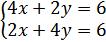 4x + 2y = 6
2x + 4y = 6